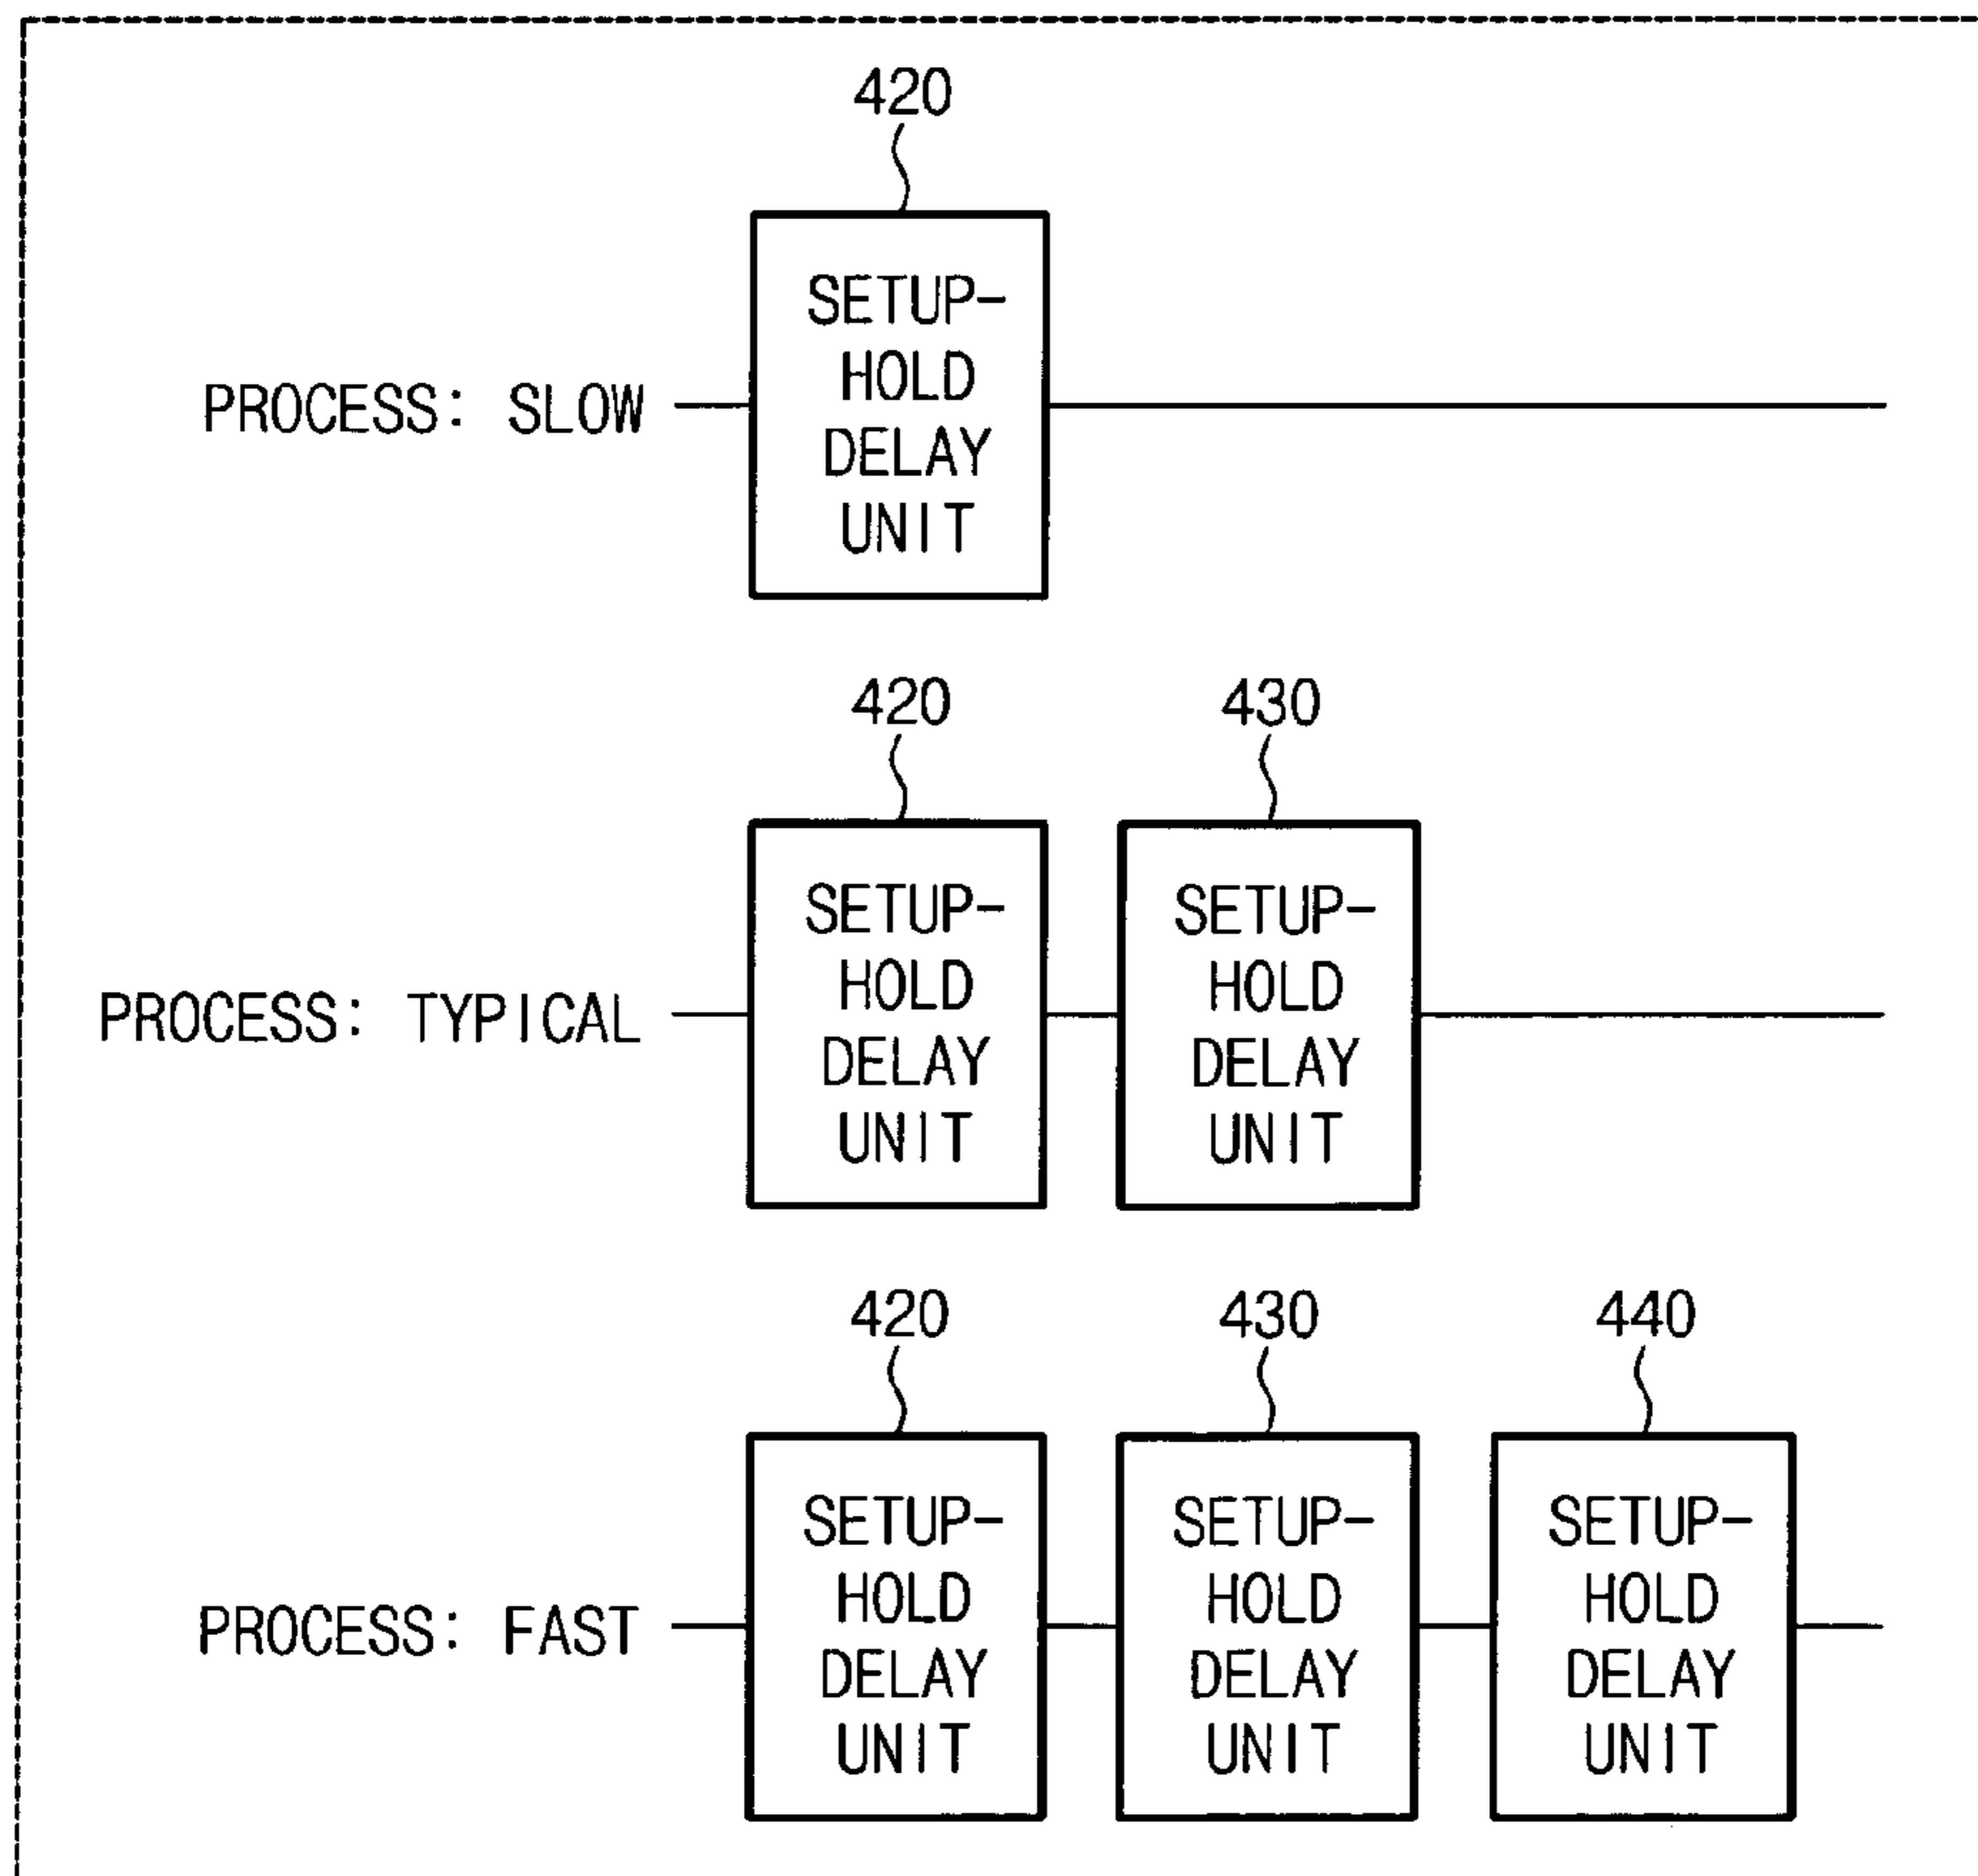 420
SETUP-
HOLD
DELAY
UNIT
PROCESS: SLOW
420
430
SETUP-
HOLD
DELAY
UNIT
SETUP-
HOLD
DELAY
UNIT
PROCESS: TYPICAL
420
430
440
SETUP-
HOLD
DELAY
UNIT
SETUP-
HOLD
DELAY
UNIT
SETUP-
HOLD
DELAY
UNIT
PROCESS: FAST